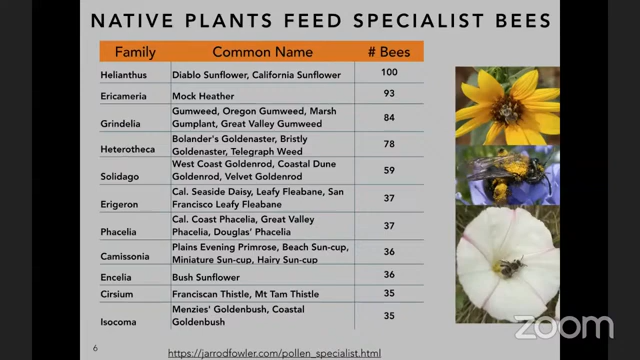 NATIVE PLANTS FEED SPECIALIST BEES
Family Common Name # Bees
Helianthus Diablo Sunflower, California Sunflower 100
Ericameria Mock Heather 93
Grindelia Gumweed, Oregon Gumweed, Marsh Gumplant, Great Valley Gumweed 84
Heterotheca Bolander's Goldenaster, Bristly Goldenaster, Telegraph Weed 78
Solidago West Coast Goldenrod, Coastal Dune Goldenrod, Velvet Goldenrod 59
Erigeron Cal. Seaside Daisy, Leafy Fleabane, San Francisco Leafy Fleabane 37
Phacelia Cal. Coast Phacelia, Great Valley Phacelia, Douglas' Phacelia 37
Camissonia Plains Evening Primrose, Beach Sun-cup, Miniature Sun-cup, Hairy Sun-cup 36
Encelia Bush Sunflower 36
Cirsium Franciscan Thistle, Mt Tam Thistle 35
Isocoma Menzies' Goldenbush, Coastal Goldenbush 35
6
https://jarrodfowler.com/pollen_specialist.html
zoom